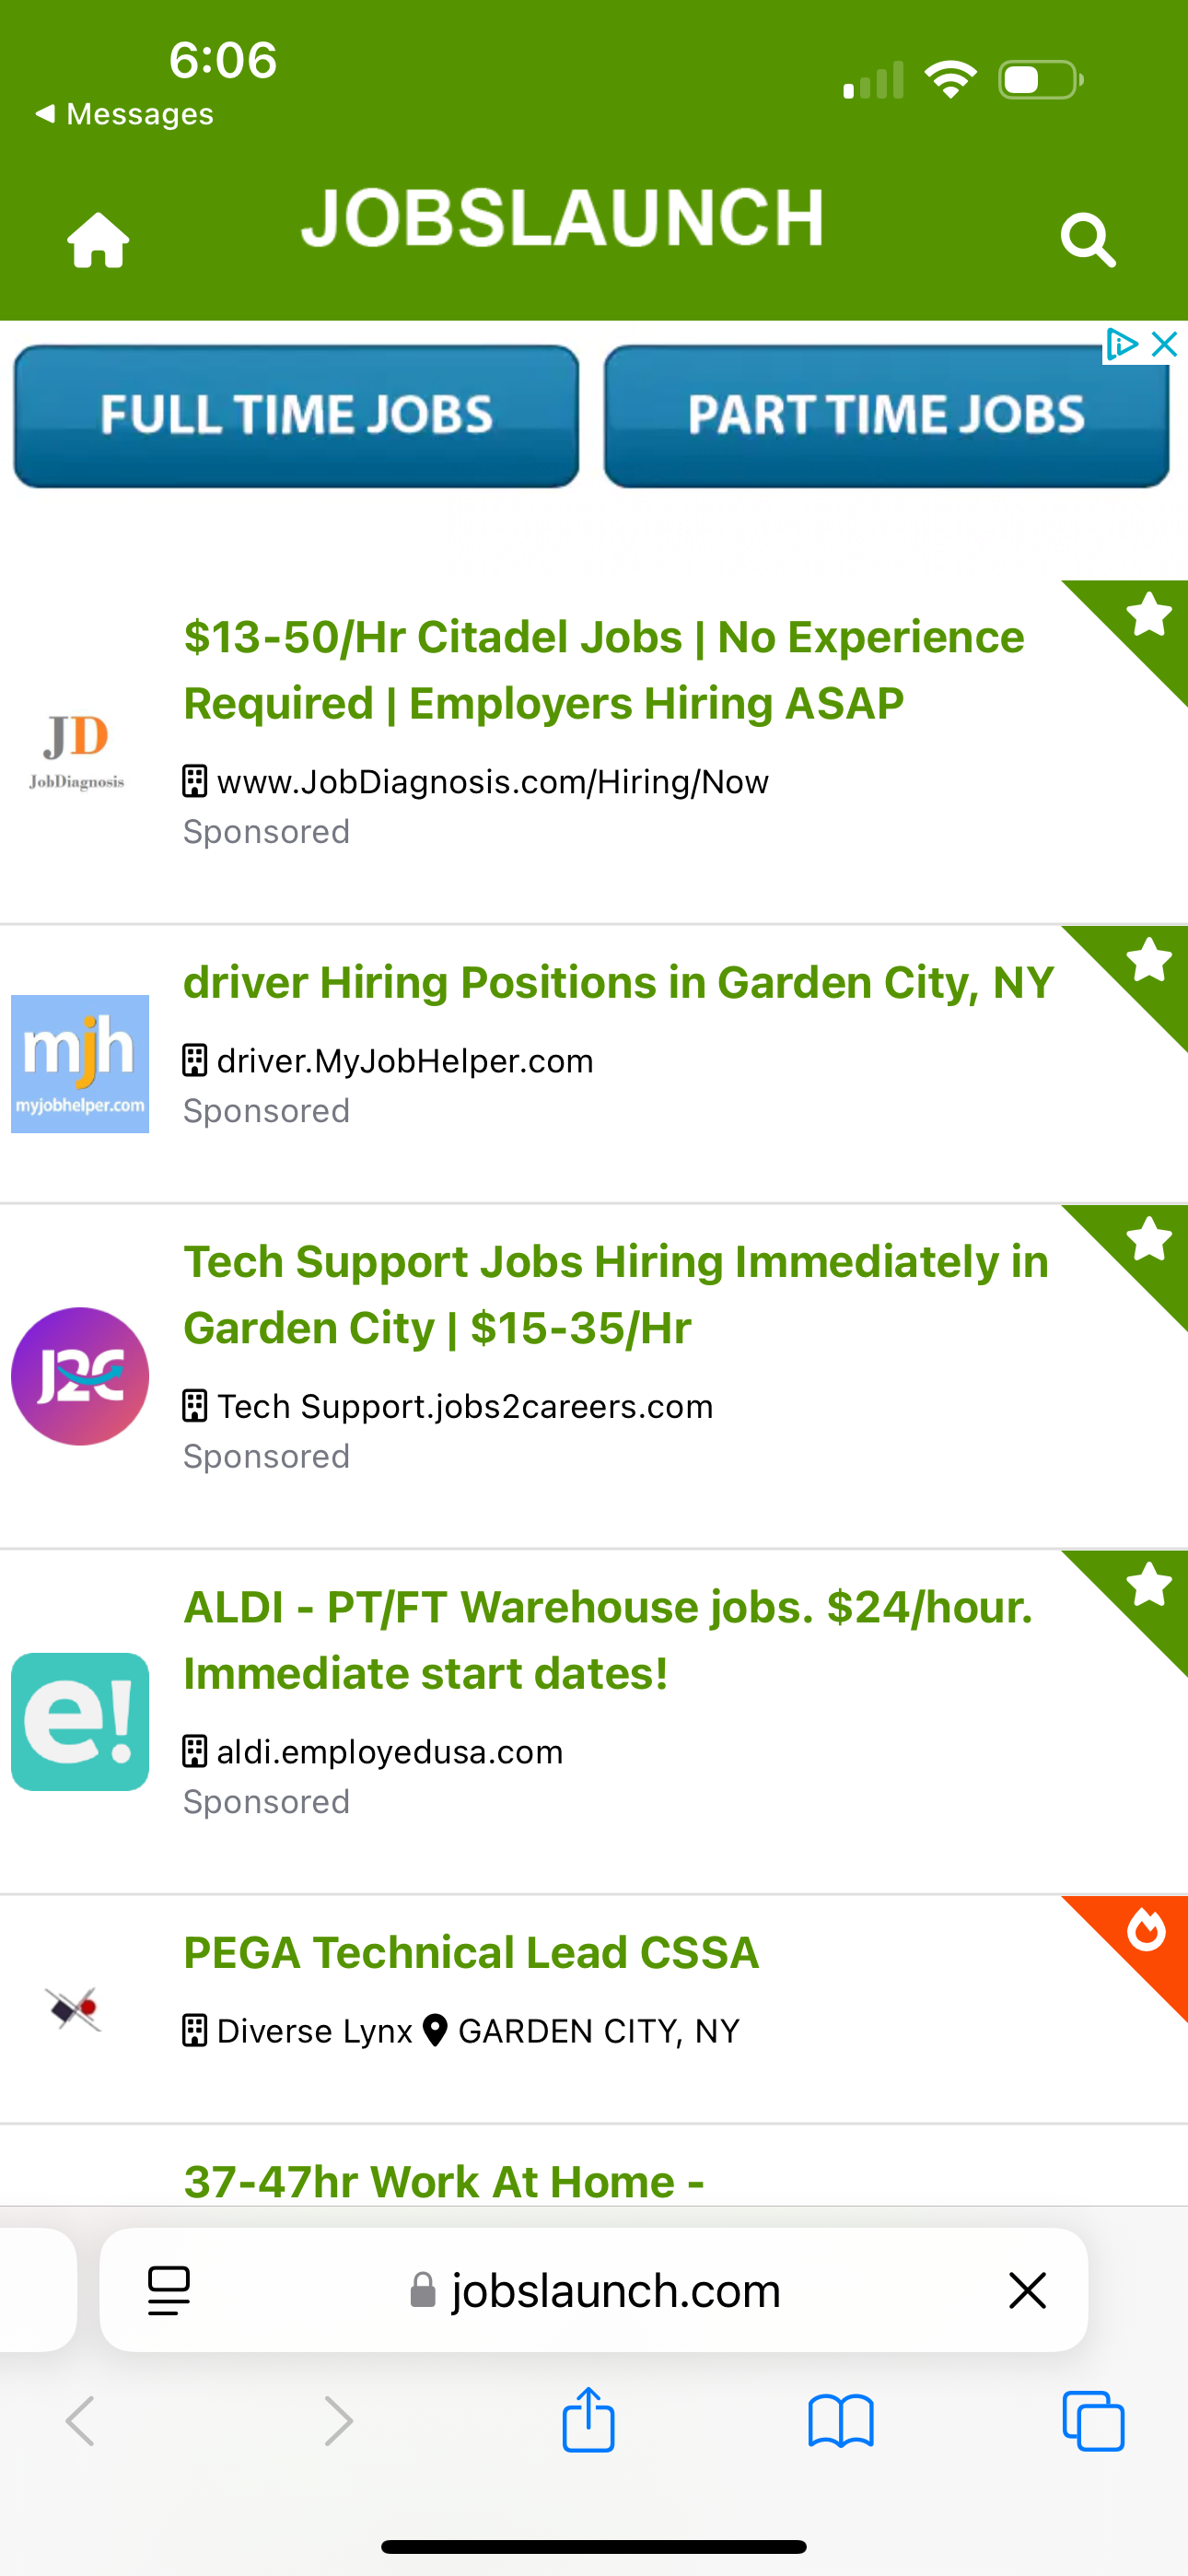 6:06
Messages
JOBSLAUNCH
FULL TIME JOBS
PART TIME JOBS
$13-50/Hr Citadel Jobs | No Experience
Required | Employers Hiring ASAP
JD
JobDiagnosis
www.JobDiagnosis.com/Hiring/Now
Sponsored
driver Hiring Positions in Garden City, NY
mjh
myjobhelper.com
driver.MyJobHelper.com
Sponsored
Tech Support Jobs Hiring Immediately in
Garden City | $15-35/Hr
J2C
Tech Support.jobs2careers.com
Sponsored
ALDI - PT/FT Warehouse jobs. $24/hour.
Immediate start dates!
e!
aldi.employedusa.com
Sponsored
PEGA Technical Lead CSSA
Diverse Lynx GARDEN CITY, NY
37-47hr Work At Home -
jobslaunch.com